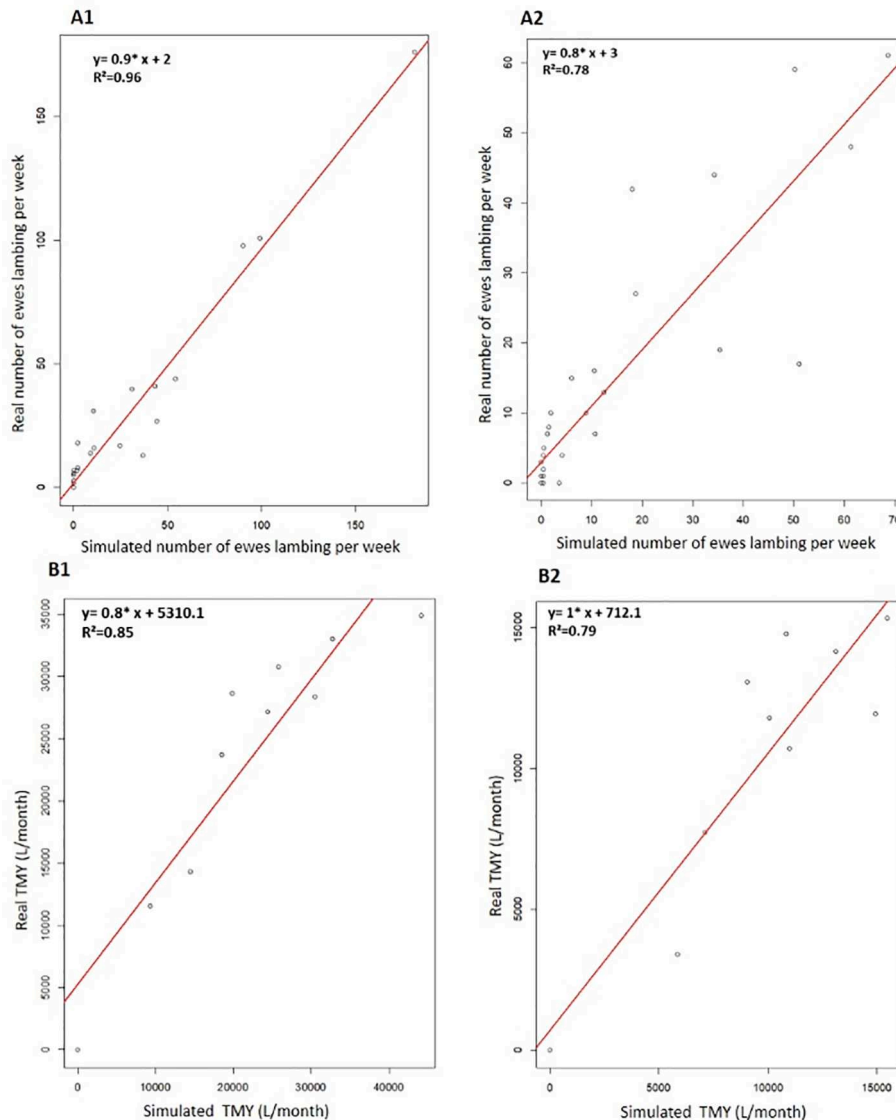 A1
y= 0.9* x + 2
R²=0.96
Real number of ewes lambing per week
150
100
50
0
0 50 100 150
Simulated number of ewes lambing per week
A2
y= 0.8* x + 3
R²=0.78
Real number of ewes lambing per week
60
50
40
30
20
10
0
0 10 20 30 40 50 60 70
Simulated number of ewes lambing per week
B1
y= 0.8* x + 5310.1
R²=0.85
Real TMY (L/month)
35000
30000
25000
20000
15000
10000
5000
0
0 10000 20000 30000 40000
Simulated TMY (L/month)
B2
y= 1* x + 712.1
R²=0.79
Real TMY (L/month)
15000
10000
5000
0
0 5000 10000 15000
Simulated TMY (L/month)